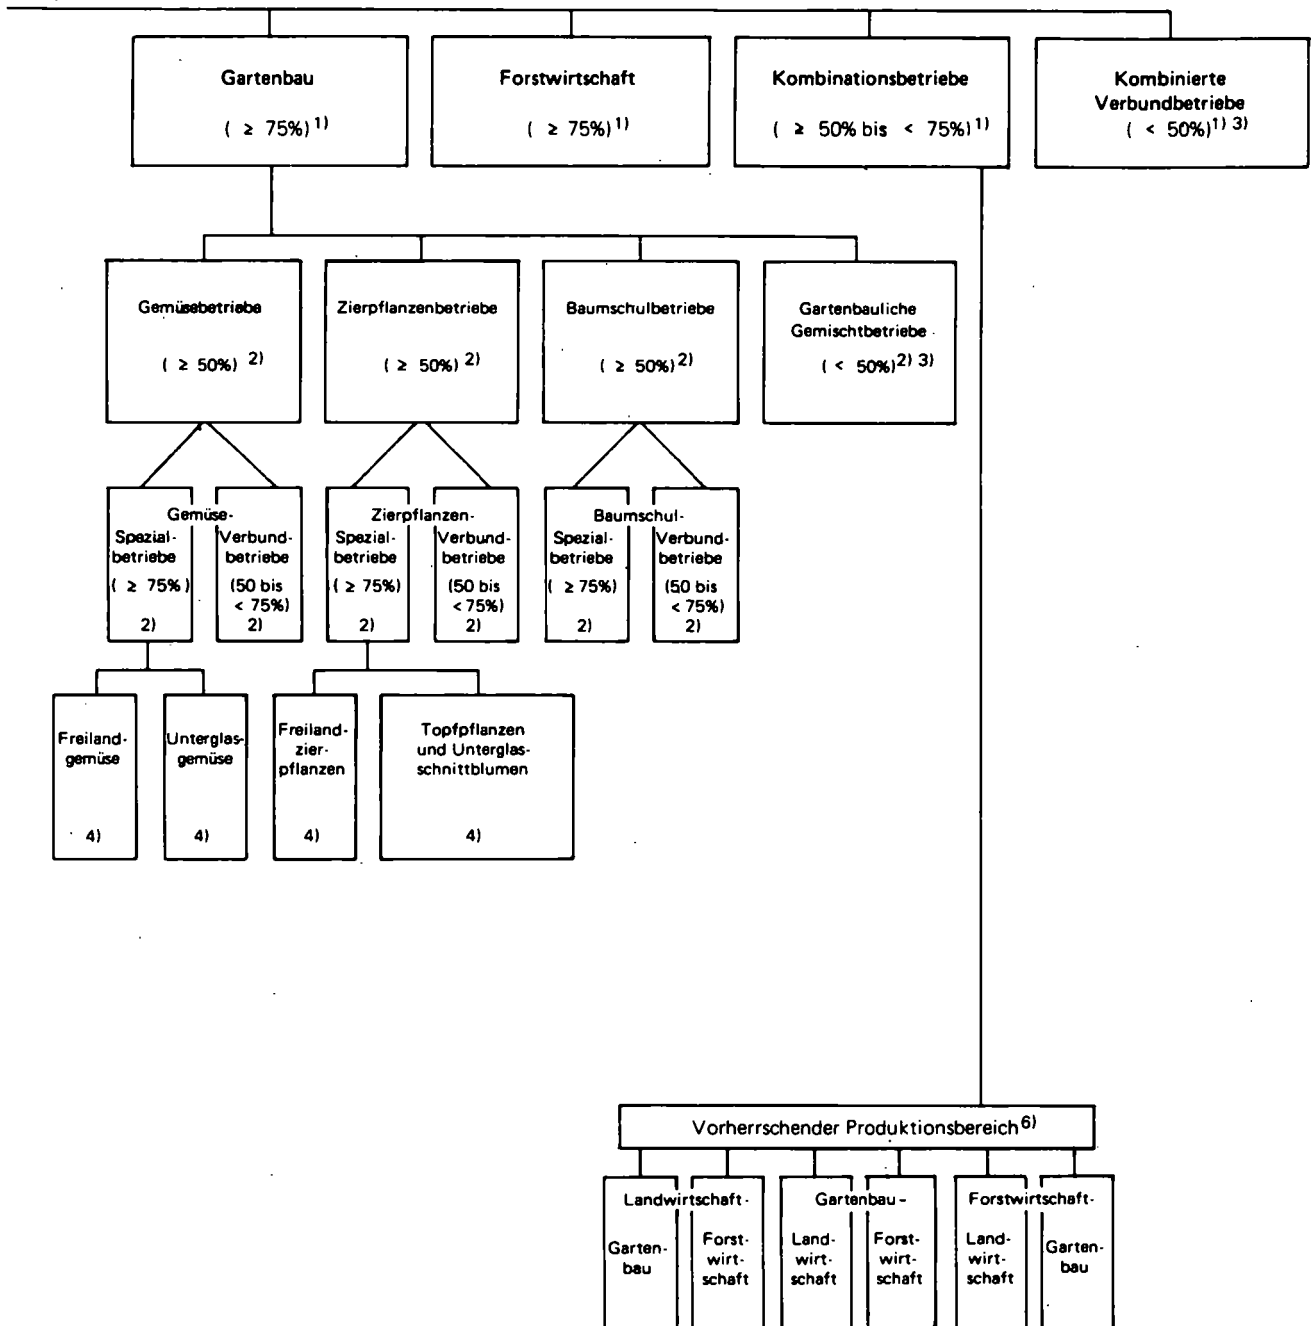 Gartenbau
( ≥ 75%) 1)
Forstwirtschaft
( ≥ 75%) 1)
Kombinationsbetriebe
( ≥ 50% bis < 75%) 1)
Kombinierte
Verbundbetriebe
( < 50%) 1) 3)
Gemüsebetriebe
( ≥ 50%) 2)
Zierpflanzenbetriebe
( ≥ 50%) 2)
Baumschulbetriebe
( ≥ 50%) 2)
Gartenbauliche
Gemischtbetriebe
( < 50%) 2) 3)
Gemüse-
Spezial-
betriebe
( ≥ 75%)
2)
Verbund-
betriebe
(50 bis
< 75%)
2)
Zierpflanzen-
Spezial-
betriebe
( ≥ 75%)
2)
Verbund-
betriebe
(50 bis
< 75%)
2)
Baumschul-
Spezial-
betriebe
( ≥ 75%)
2)
Verbund-
betriebe
(50 bis
< 75%)
2)
Freiland-
gemüse
4)
Unterglas-
gemüse
4)
Freiland-
zier-
pflanzen
4)
Topfpflanzen
und Unterglas-
schnittblumen
4)
Vorherrschender Produktionsbereich 6)
Landwirtschaft-
Garten-
bau
Forst-
wirt-
schaft
Gartenbau-
Land-
wirt-
schaft
Forst-
wirt-
schaft
Forstwirtschaft-
Land-
wirt-
schaft
Garten-
bau